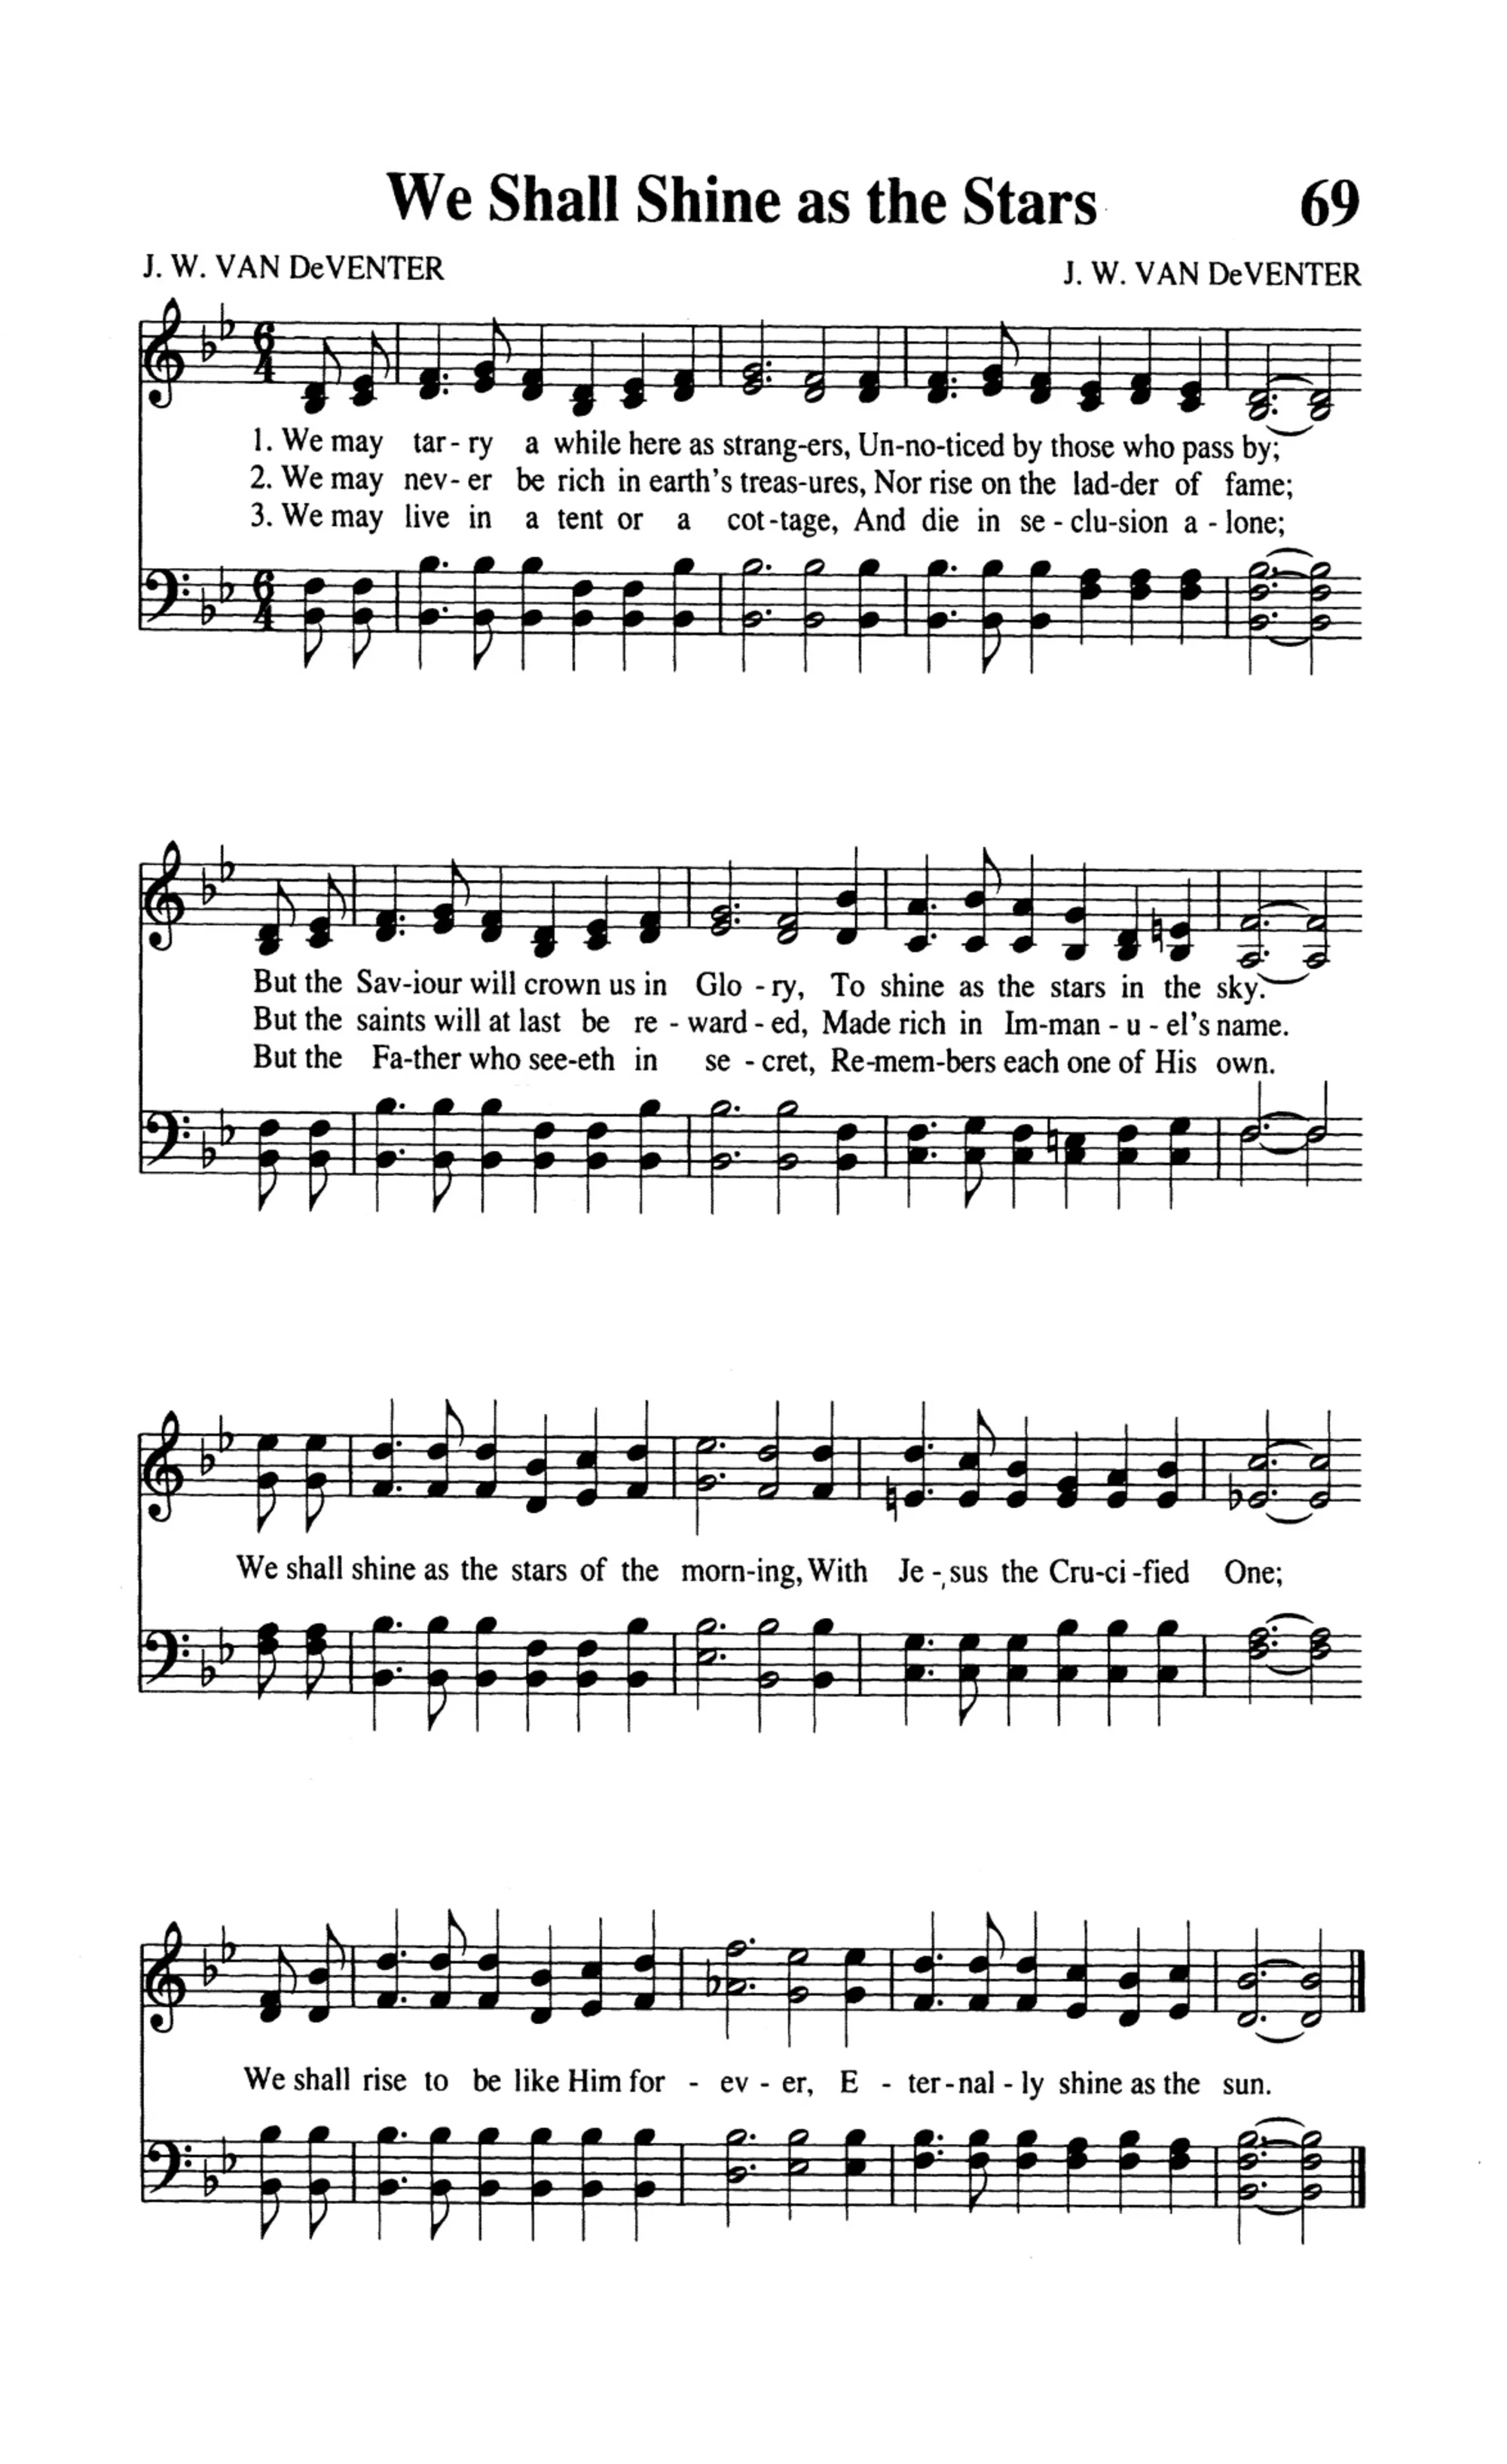 We Shall Shine as the Stars 69
J. W. VAN DeVENTER J. W. VAN DeVENTER
1. We may tar - ry a while here as strang-ers, Un-no-ticed by those who pass by;
2. We may nev - er be rich in earth's treas-ures, Nor rise on the lad-der of fame;
3. We may live in a tent or a cot - tage, And die in se - clu-sion a - lone;
But the Sav-iour will crown us in Glo - ry, To shine as the stars in the sky.
But the saints will at last be re - ward - ed, Made rich in Im-man - u - el's name.
But the Fa-ther who see-eth in se - cret, Re-mem-bers each one of His own.
We shall shine as the stars of the morn-ing, With Je - sus the Cru-ci - fied One;
We shall rise to be like Him for - ev - er, E - ter - nal - ly shine as the sun.